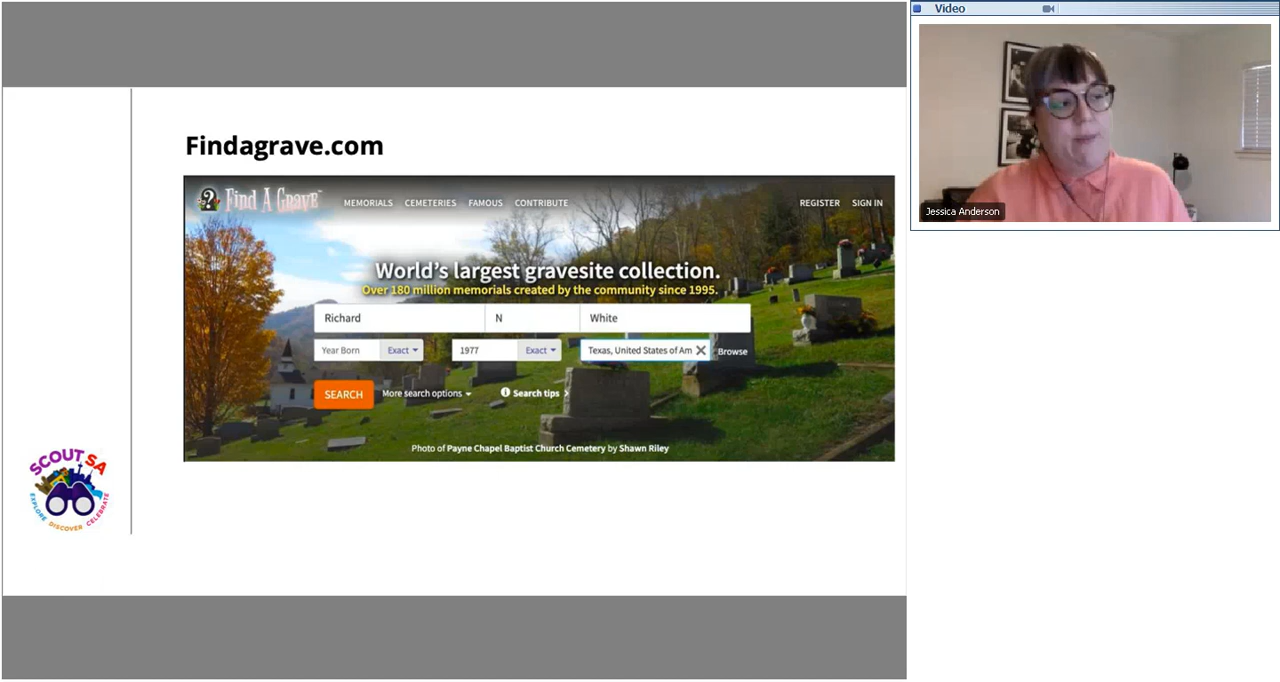 Video
Jessica Anderson
Findagrave.com
? Find A Grave™
MEMORIALS CEMETERIES FAMOUS CONTRIBUTE REGISTER SIGN IN
World's largest gravesite collection.
Over 180 million memorials created by the community since 1995.
Richard N White
Year Born Exact 1977 Exact Texas, United States of Am Browse
SEARCH More search options Search tips
Photo of Payne Chapel Baptist Church Cemetery by Shawn Riley
SCOUT SA
EXPLORE DISCOVER CELEBRATE